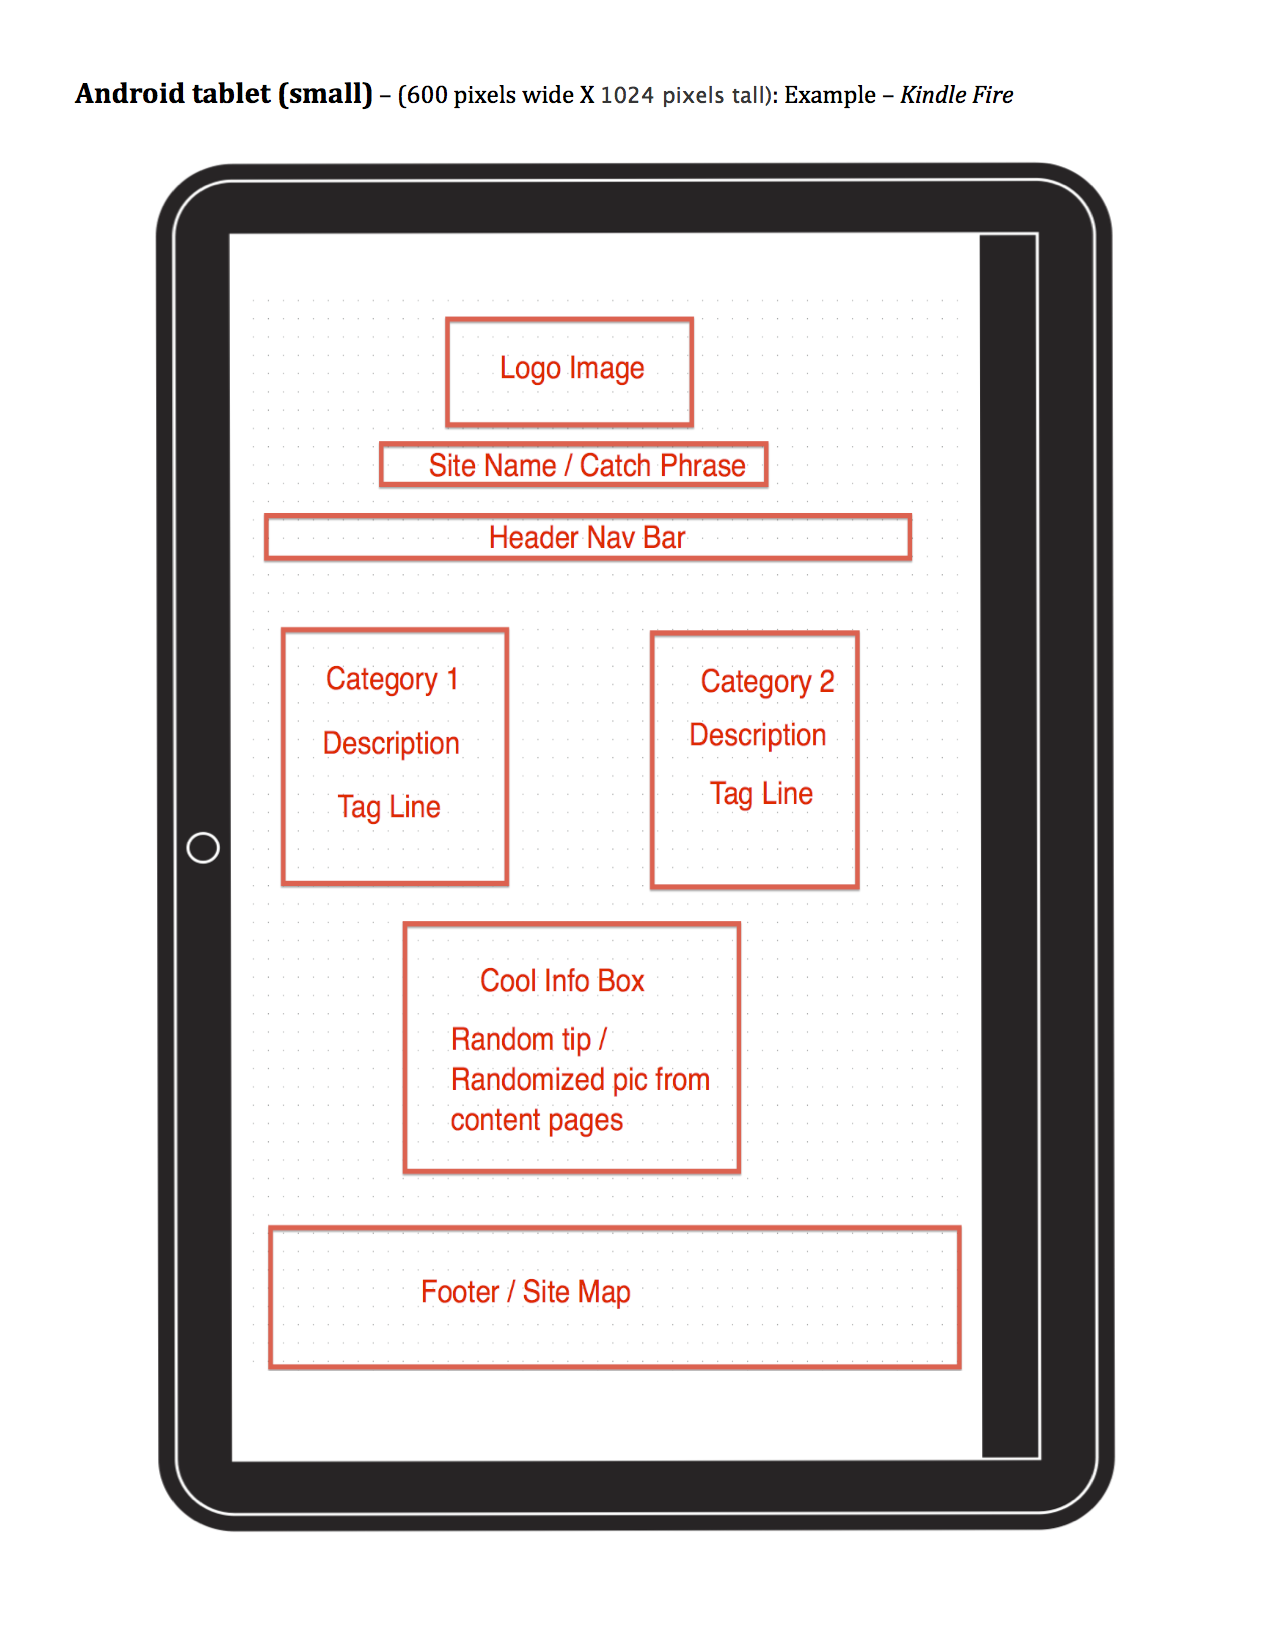 Android tablet (small) – (600 pixels wide X 1024 pixels tall): Example – Kindle Fire
Logo Image
Site Name / Catch Phrase
Header Nav Bar
Category 1
Description
Tag Line
Category 2
Description
Tag Line
Cool Info Box
Random tip /
Randomized pic from
content pages
Footer / Site Map